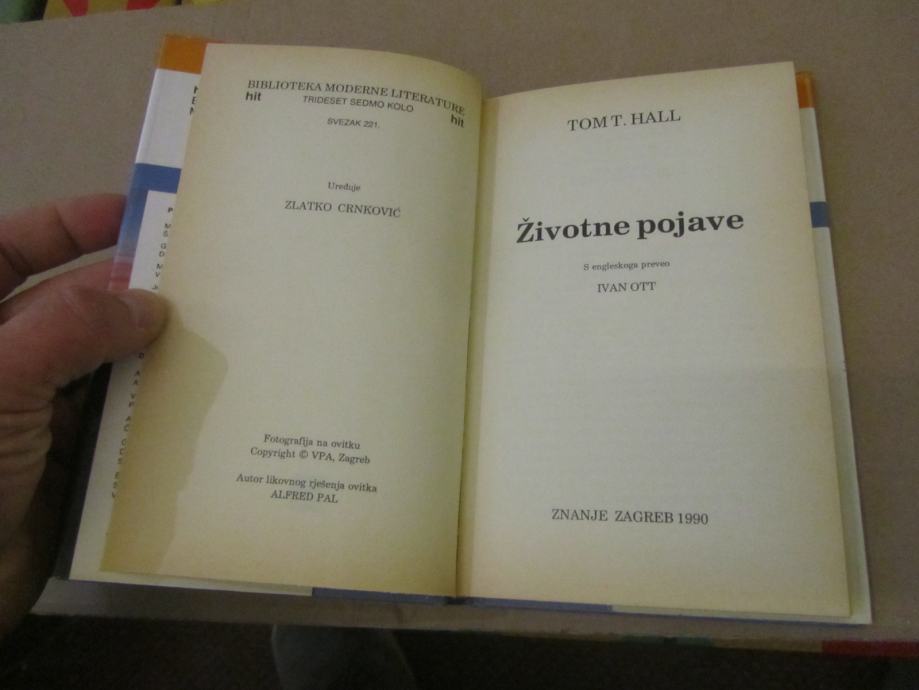 BIBLIOTEKA MODERNE LITERATURE
hit TRIDESET SEDMO KOLO hit
SVEZAK 221.
Uređuje
ZLATKO CRNKOVIĆ
Fotografija na ovitku
Copyright © VPA, Zagreb
Autor likovnog rješenja ovitka
ALFRED PAL
TOM T. HALL
Životne pojave
S engleskoga preveo
IVAN OTT
ZNANJE ZAGREB 1990